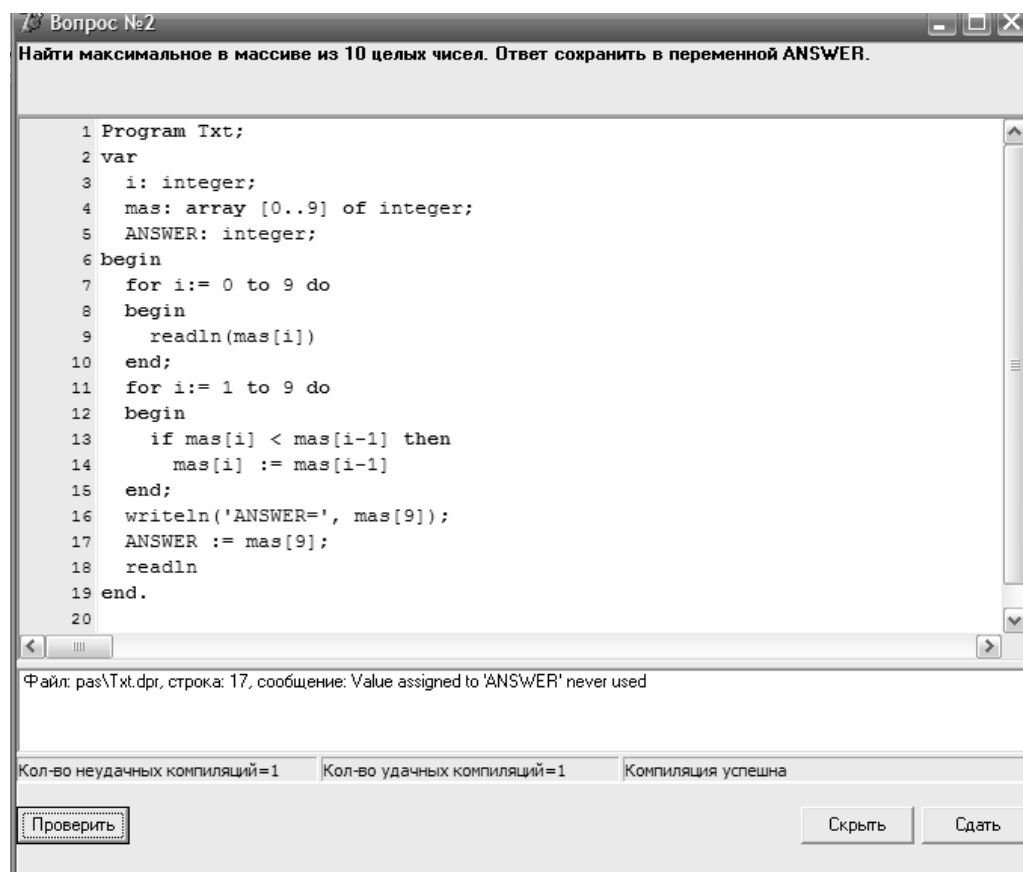 Вопрос №2
Найти максимальное в массиве из 10 целых чисел. Ответ сохранить в переменной ANSWER.
1 Program Txt;
2 var
3   i: integer;
4   mas: array [0..9] of integer;
5   ANSWER: integer;
6 begin
7   for i:= 0 to 9 do
8   begin
9     readln(mas[i])
10   end;
11   for i:= 1 to 9 do
12   begin
13     if mas[i] < mas[i-1] then
14       mas[i] := mas[i-1]
15   end;
16   writeln('ANSWER=', mas[9]);
17   ANSWER := mas[9];
18   readln
19 end.
20
Файл: pas\Txt.dpr, строка: 17, сообщение: Value assigned to 'ANSWER' never used
Кол-во неудачных компиляций=1 Кол-во удачных компиляций=1 Компиляция успешна
Проверить Скрыть Сдать